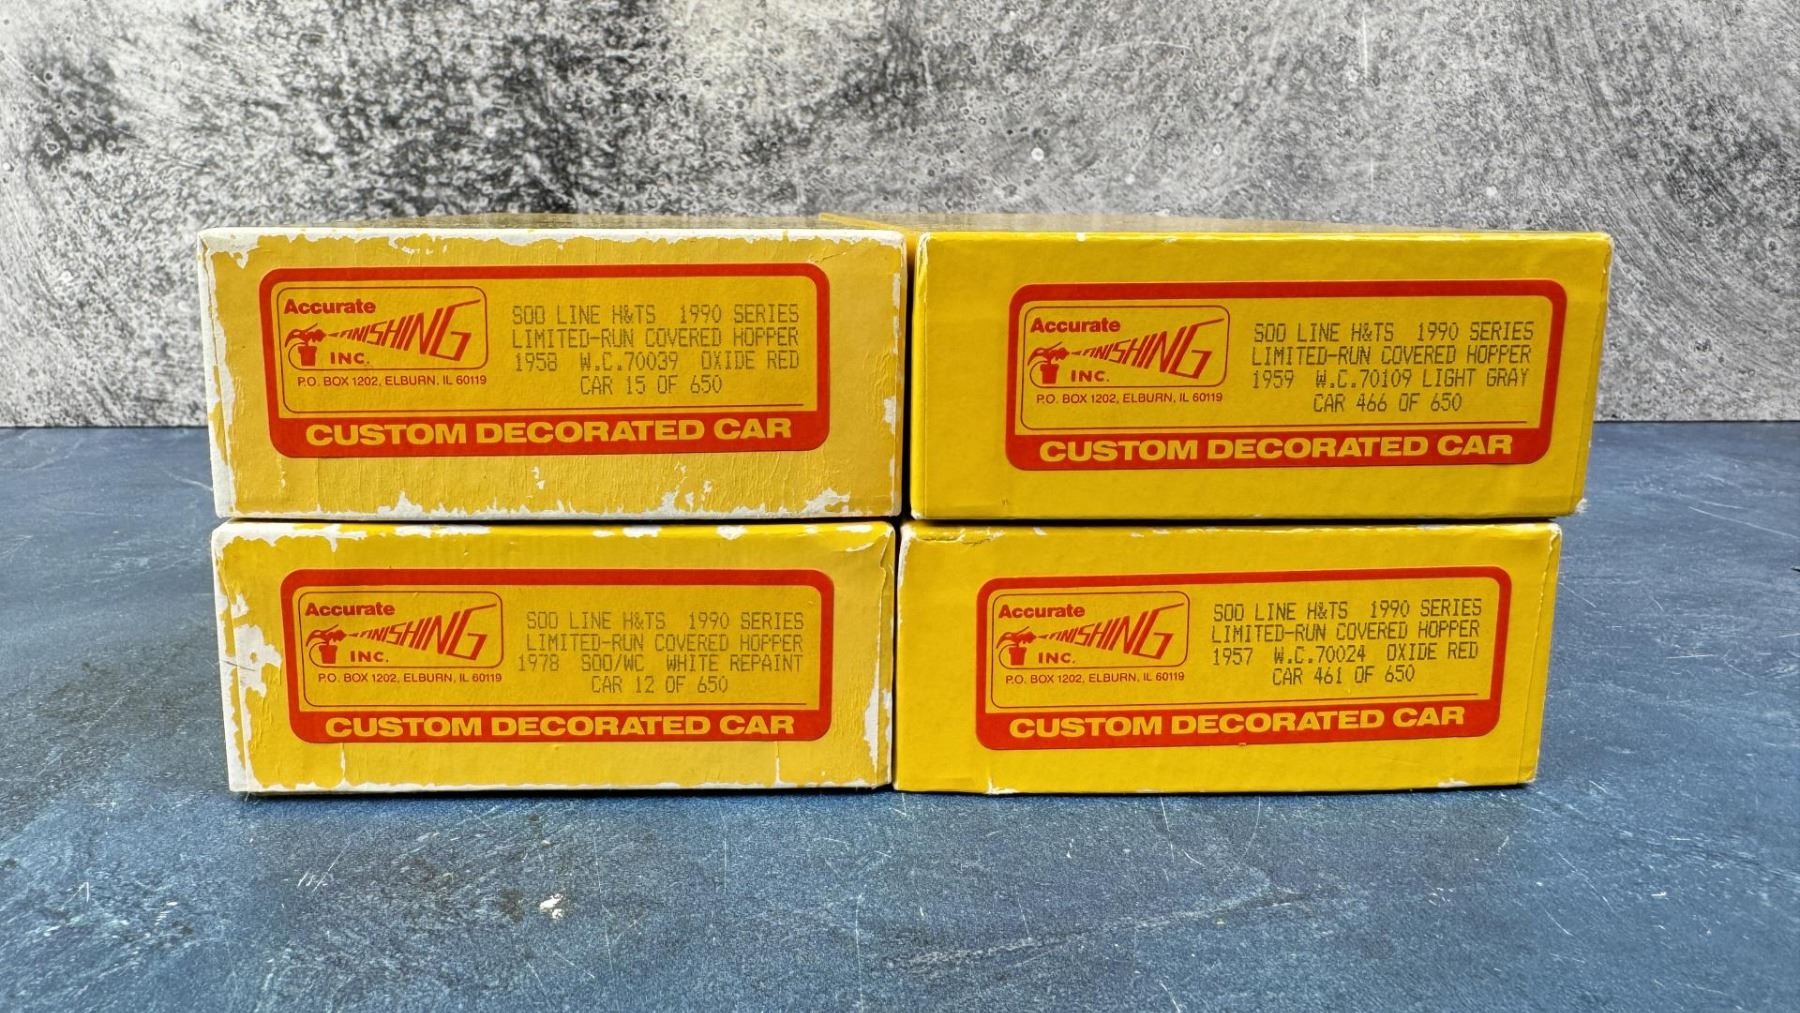 Accurate
FINISHING
INC.
P.O. BOX 1202, ELBURN, IL 60119
SOO LINE H&TS 1990 SERIES
LIMITED-RUN COVERED HOPPER
1958 W.C.70039 OXIDE RED
CAR 15 OF 650
CUSTOM DECORATED CAR
Accurate
FINISHING
INC.
P.O. BOX 1202, ELBURN, IL 60119
SOO LINE H&TS 1990 SERIES
LIMITED-RUN COVERED HOPPER
1959 W.C.70109 LIGHT GRAY
CAR 466 OF 650
CUSTOM DECORATED CAR
Accurate
FINISHING
INC.
P.O. BOX 1202, ELBURN, IL 60119
SOO LINE H&TS 1990 SERIES
LIMITED-RUN COVERED HOPPER
1978 SOO/WC WHITE REPAINT
CAR 12 OF 650
CUSTOM DECORATED CAR
Accurate
FINISHING
INC.
P.O. BOX 1202, ELBURN, IL 60119
SOO LINE H&TS 1990 SERIES
LIMITED-RUN COVERED HOPPER
1957 W.C.70024 OXIDE RED
CAR 461 OF 650
CUSTOM DECORATED CAR